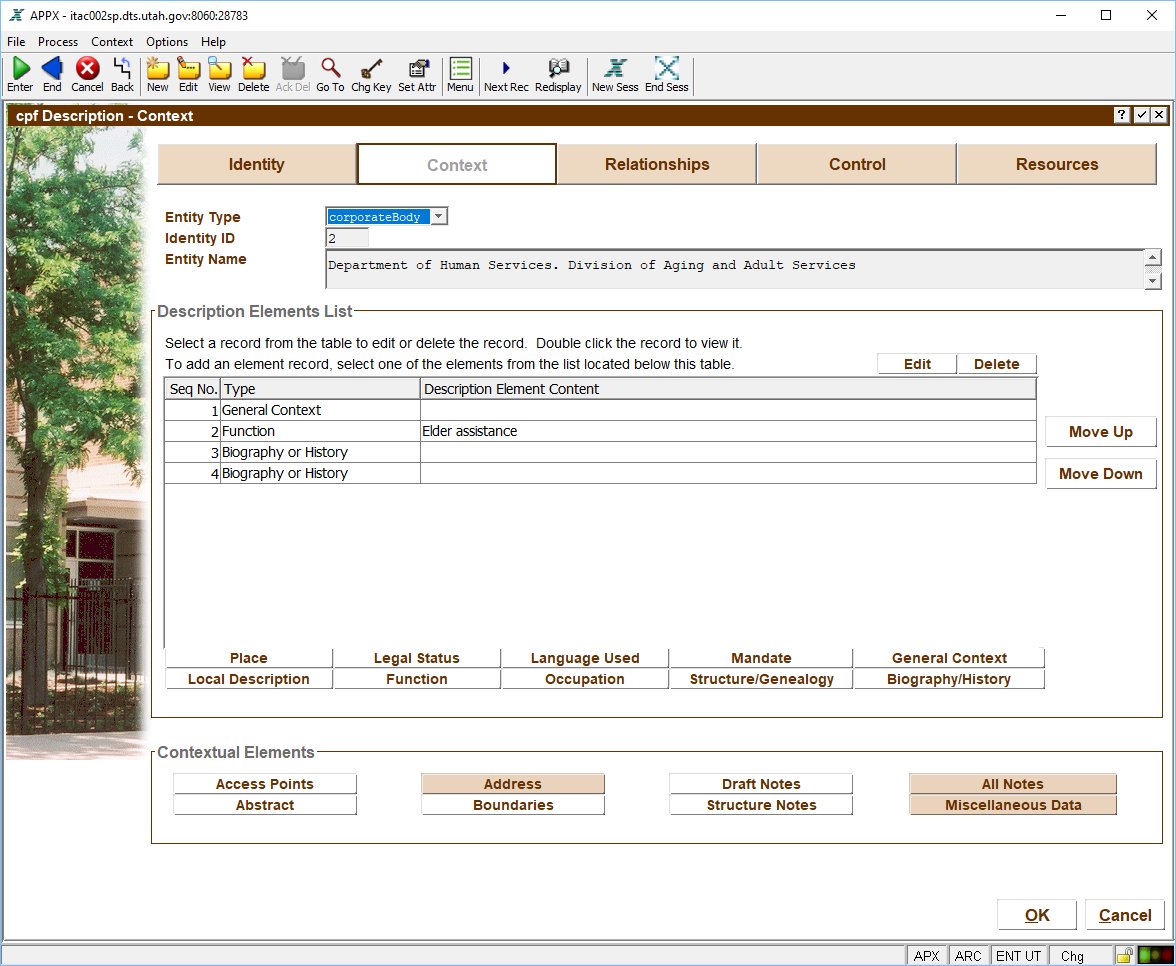 APPX - itac002sp.dts.utah.gov:8060:28783
File Process Context Options Help
Enter End Cancel Back New Edit View Delete Ack Del Go To Chg Key Set Attr Menu Next Rec Redisplay New Sess End Sess
cpf Description - Context
Identity Context Relationships Control Resources
Entity Type corporateBody
Identity ID 2
Entity Name Department of Human Services. Division of Aging and Adult Services
Description Elements List
Select a record from the table to edit or delete the record. Double click the record to view it.
To add an element record, select one of the elements from the list located below this table. Edit Delete
Seq No. Type Description Element Content
1 General Context
2 Function Elder assistance
Move Up
3 Biography or History
4 Biography or History
Move Down
Place Legal Status Language Used Mandate General Context
Local Description Function Occupation Structure/Genealogy Biography/History
Contextual Elements
Access Points Address Draft Notes All Notes
Abstract Boundaries Structure Notes Miscellaneous Data
OK Cancel
APX ARC ENT UT Chg